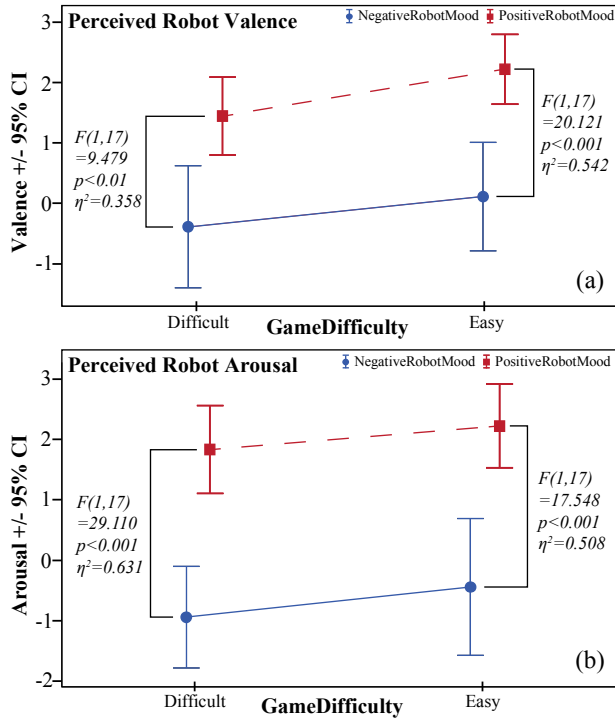 Perceived Robot Valence
NegativeRobotMood PositiveRobotMood
3
2
1
0
-1
Valence +/- 95% CI
F(1,17)
=9.479
p<0.01
η²=0.358
F(1,17)
=20.121
p<0.001
η²=0.542
(a)
Difficult
Easy
GameDifficulty
Perceived Robot Arousal
NegativeRobotMood PositiveRobotMood
3
2
1
0
-1
-2
Arousal +/- 95% CI
F(1,17)
=29.110
p<0.001
η²=0.631
F(1,17)
=17.548
p<0.001
η²=0.508
(b)
Difficult
Easy
GameDifficulty